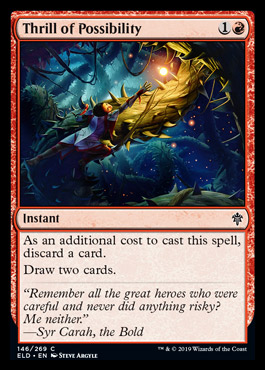 Thrill of Possibility 1
Instant
As an additional cost to cast this spell,
discard a card.
Draw two cards.
“Remember all the great heroes who were
careful and never did anything risky?
Me neither.”
—Syr Carah, the Bold
146/269 C
ELD • EN STEVE ARGYLE
™ & © 2019 Wizards of the Coast